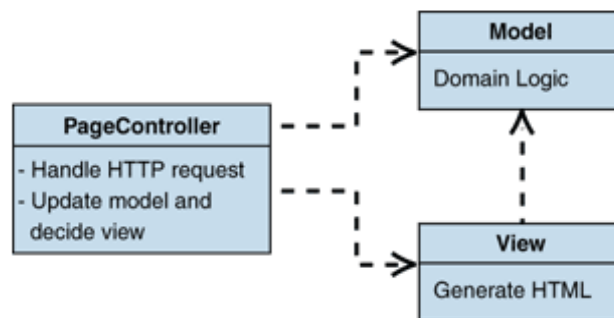 PageController
- Handle HTTP request
- Update model and
decide view
Model
Domain Logic
View
Generate HTML